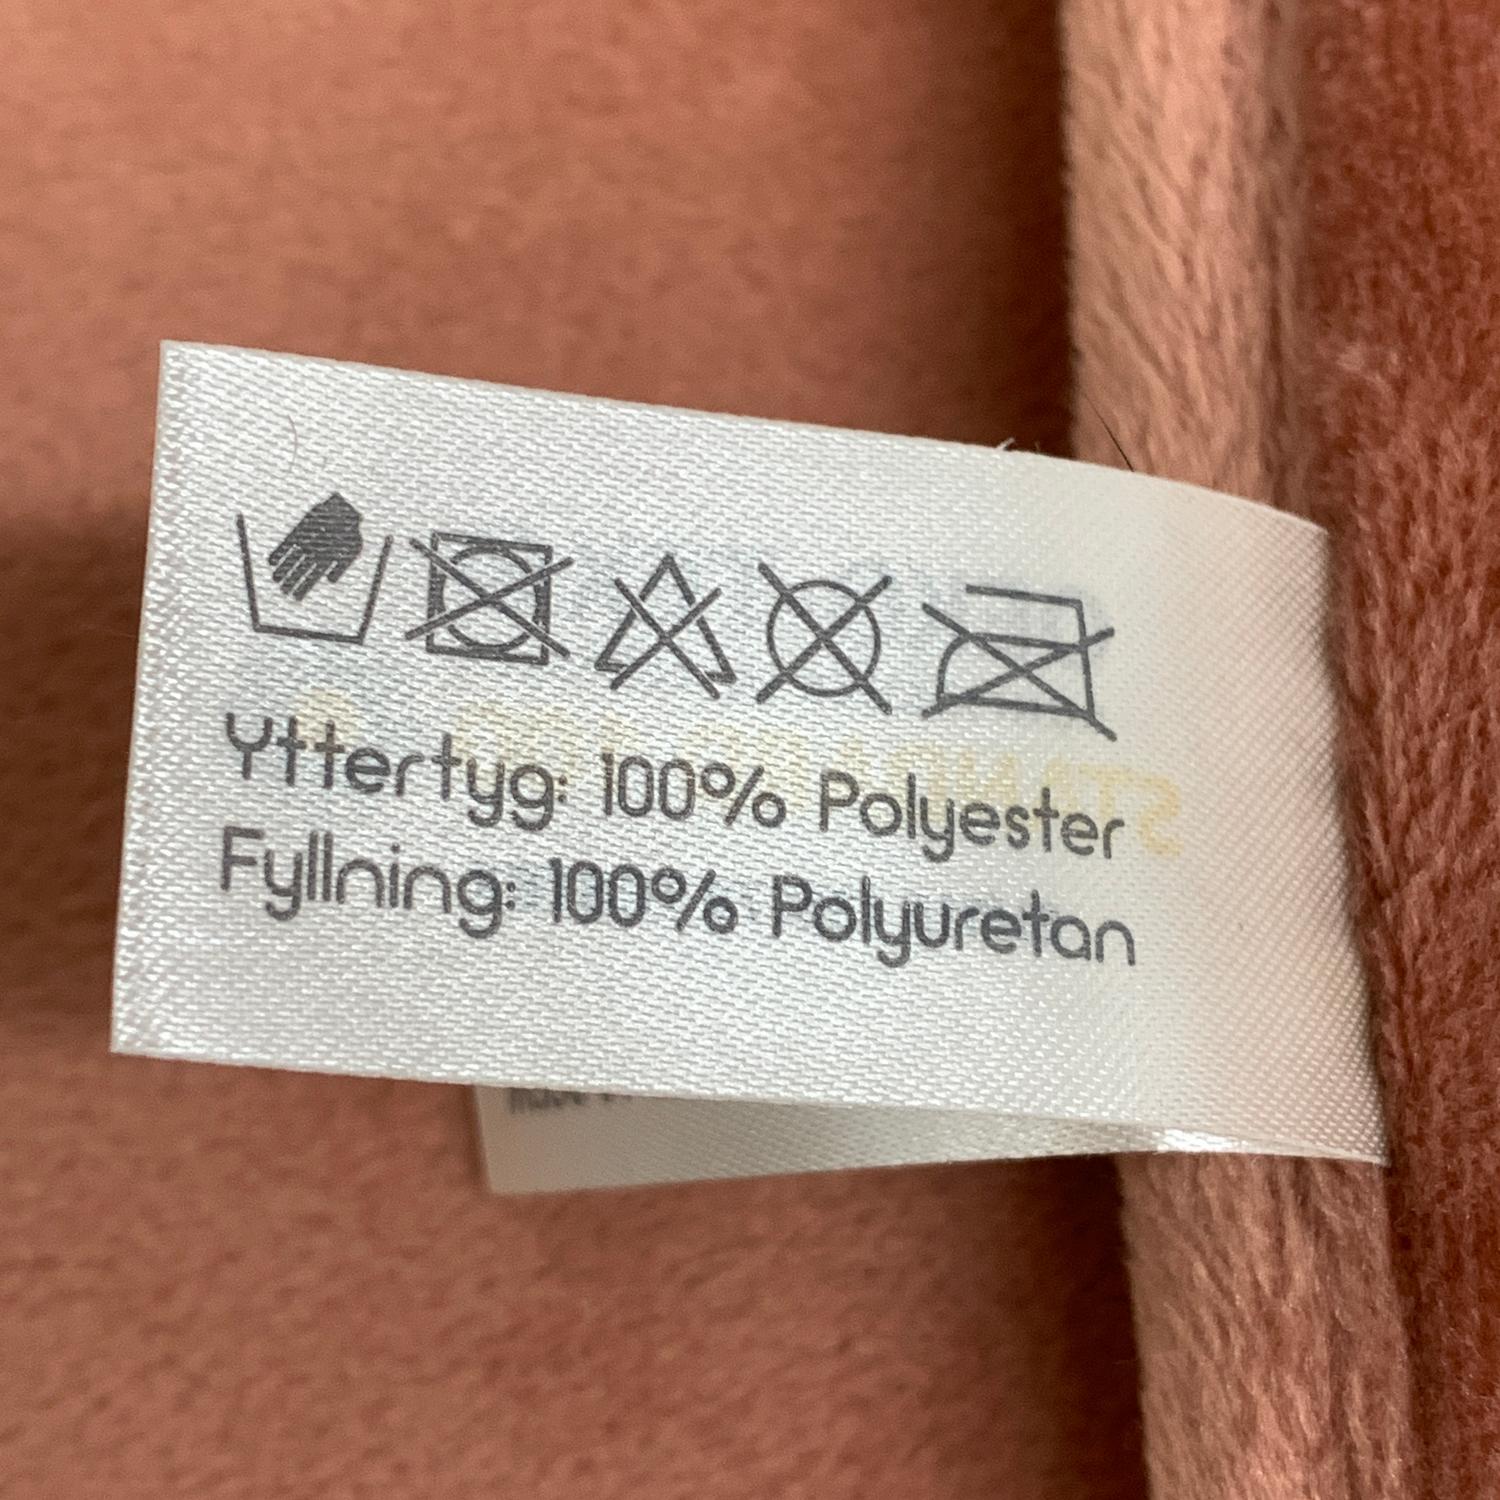 Yttertyg: 100% Polyester
Fyllning: 100% Polyuretan